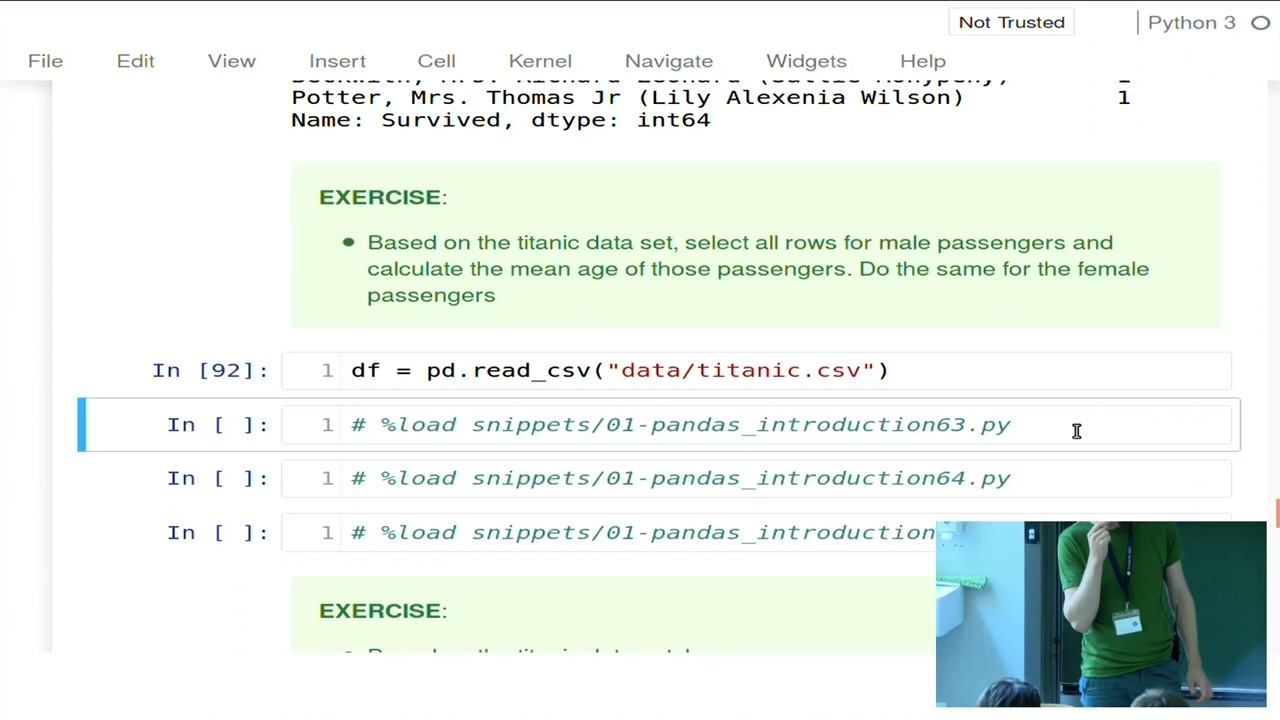 Not Trusted
Python 3
File Edit View Insert Cell Kernel Navigate Widgets Help
Potter, Mrs. Thomas Jr (Lily Alexenia Wilson) 1
Name: Survived, dtype: int64
EXERCISE:
Based on the titanic data set, select all rows for male passengers and
calculate the mean age of those passengers. Do the same for the female
passengers
In [92]: 1 df = pd.read_csv("data/titanic.csv")
In [ ]: 1 # %load snippets/01-pandas_introduction63.py
In [ ]: 1 # %load snippets/01-pandas_introduction64.py
In [ ]: 1 # %load snippets/01-pandas_introduction
EXERCISE: